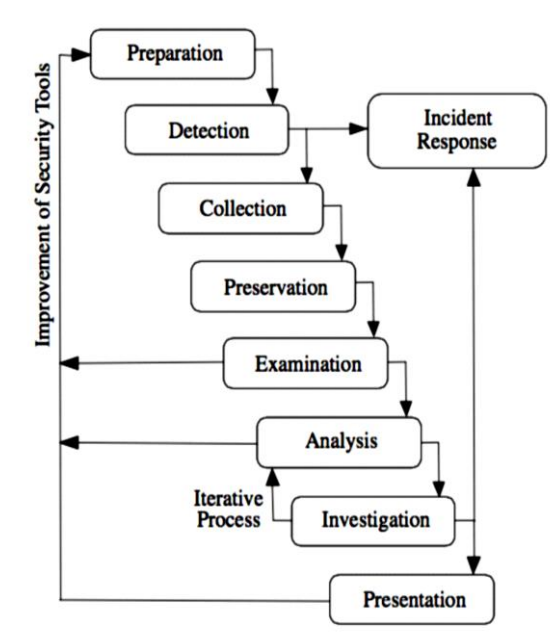 Improvement of Security Tools
Preparation
Detection
Incident
Response
Collection
Preservation
Examination
Analysis
Iterative
Process
Investigation
Presentation